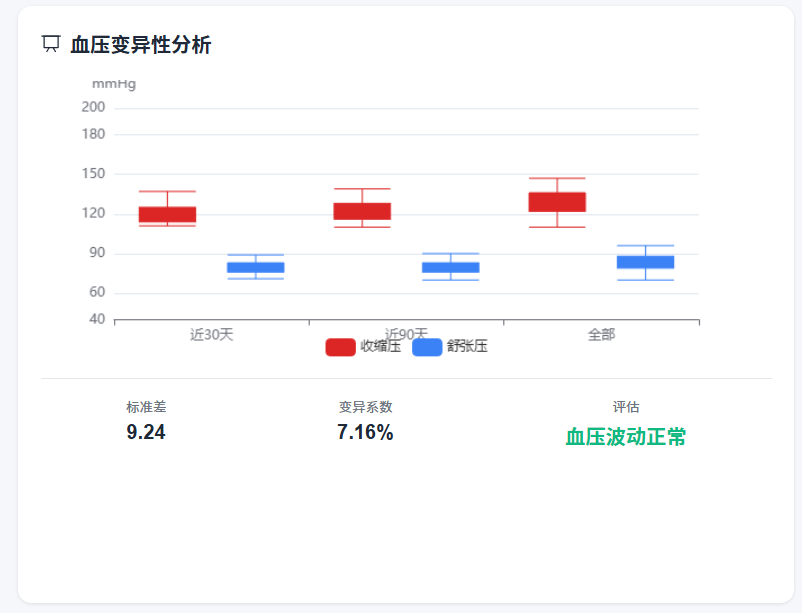 血压变异性分析
mmHg
200
180
150
120
90
60
40
近30天 近90天 全部
收缩压 舒张压
标准差 变异系数 评估
9.24 7.16% 血压波动正常